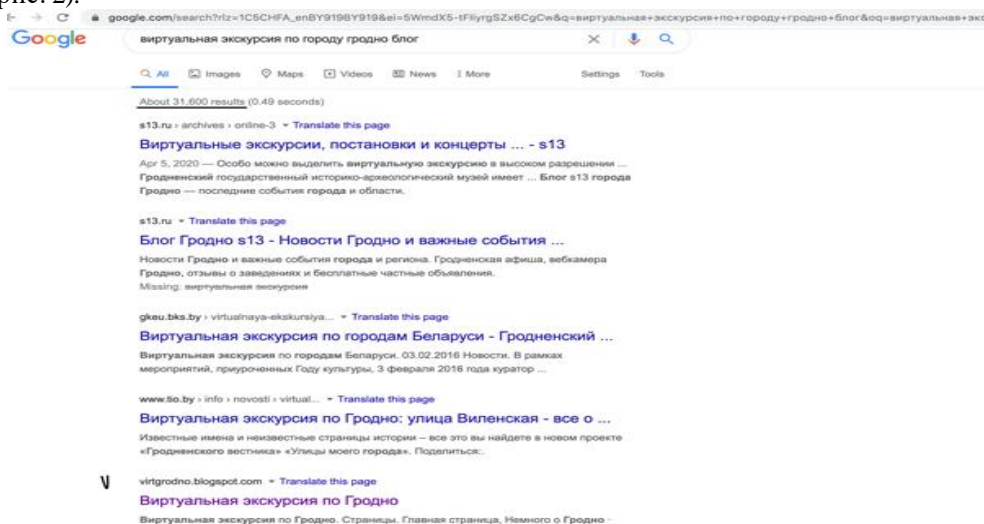 рис. 2).
google.com/search?rlz=1C5CHFA_enBY919BY919&ei=5WmdX5-tFliyrgSZx6CgCw&q=виртуальная+экскурсия+по+городу+гродно+блог&oq=виртуальная+экс
Google
виртуальная экскурсия по городу гродно блог
All Images Maps Videos News More Settings Tools
About 31,600 results (0.49 seconds)
s13.ru › archives › online-3 Translate this page
Виртуальные экскурсии, постановки и концерты ... - s13
Apr 5, 2020 — Особо можно выделить виртуальную экскурсию в высоком разрешении ...
Гродненский государственный историко-археологический музей имеет ... Блог s13 города
Гродно — последние события города и области.
s13.ru Translate this page
Блог Гродно s13 - Новости Гродно и важные события ...
Новости Гродно и важные события города и региона. Гродненская афиша, вебкамера
Гродно, отзывы о заведениях и бесплатные частные объявления.
Missing: виртуальная экскурсия
gkeu.bks.by › virtualnaya-ekskursiya... Translate this page
Виртуальная экскурсия по городам Беларуси - Гродненский ...
Виртуальная экскурсия по городам Беларуси. 03.02.2016 Новости. В рамках
мероприятий, приуроченных Году культуры, 3 февраля 2016 года куратор ...
www.tio.by › info › novosti › virtual... Translate this page
Виртуальная экскурсия по Гродно: улица Виленская - все о ...
Известные имена и неизвестные страницы истории – все это вы найдете в новом проекте
«Гродненского вестника» «Улицы моего города». Поделиться:.
V virtgrodno.blogspot.com Translate this page
Виртуальная экскурсия по Гродно
Виртуальная экскурсия по Гродно. Страницы. Главная страница, Немного о Гродно ·